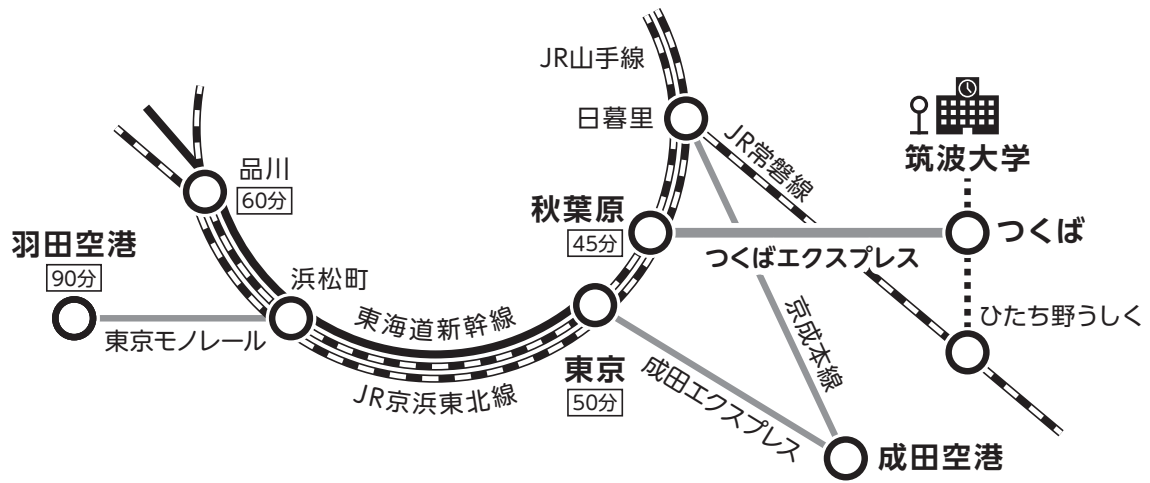 JR山手線
日暮里
JR常磐線
筑波大学
品川
60分
秋葉原
45分
つくば
羽田空港
90分
つくばエクスプレス
浜松町
東海道新幹線
ひたち野うしく
東京モノレール
京成本線
東京
50分
成田エクスプレス
JR京浜東北線
成田空港